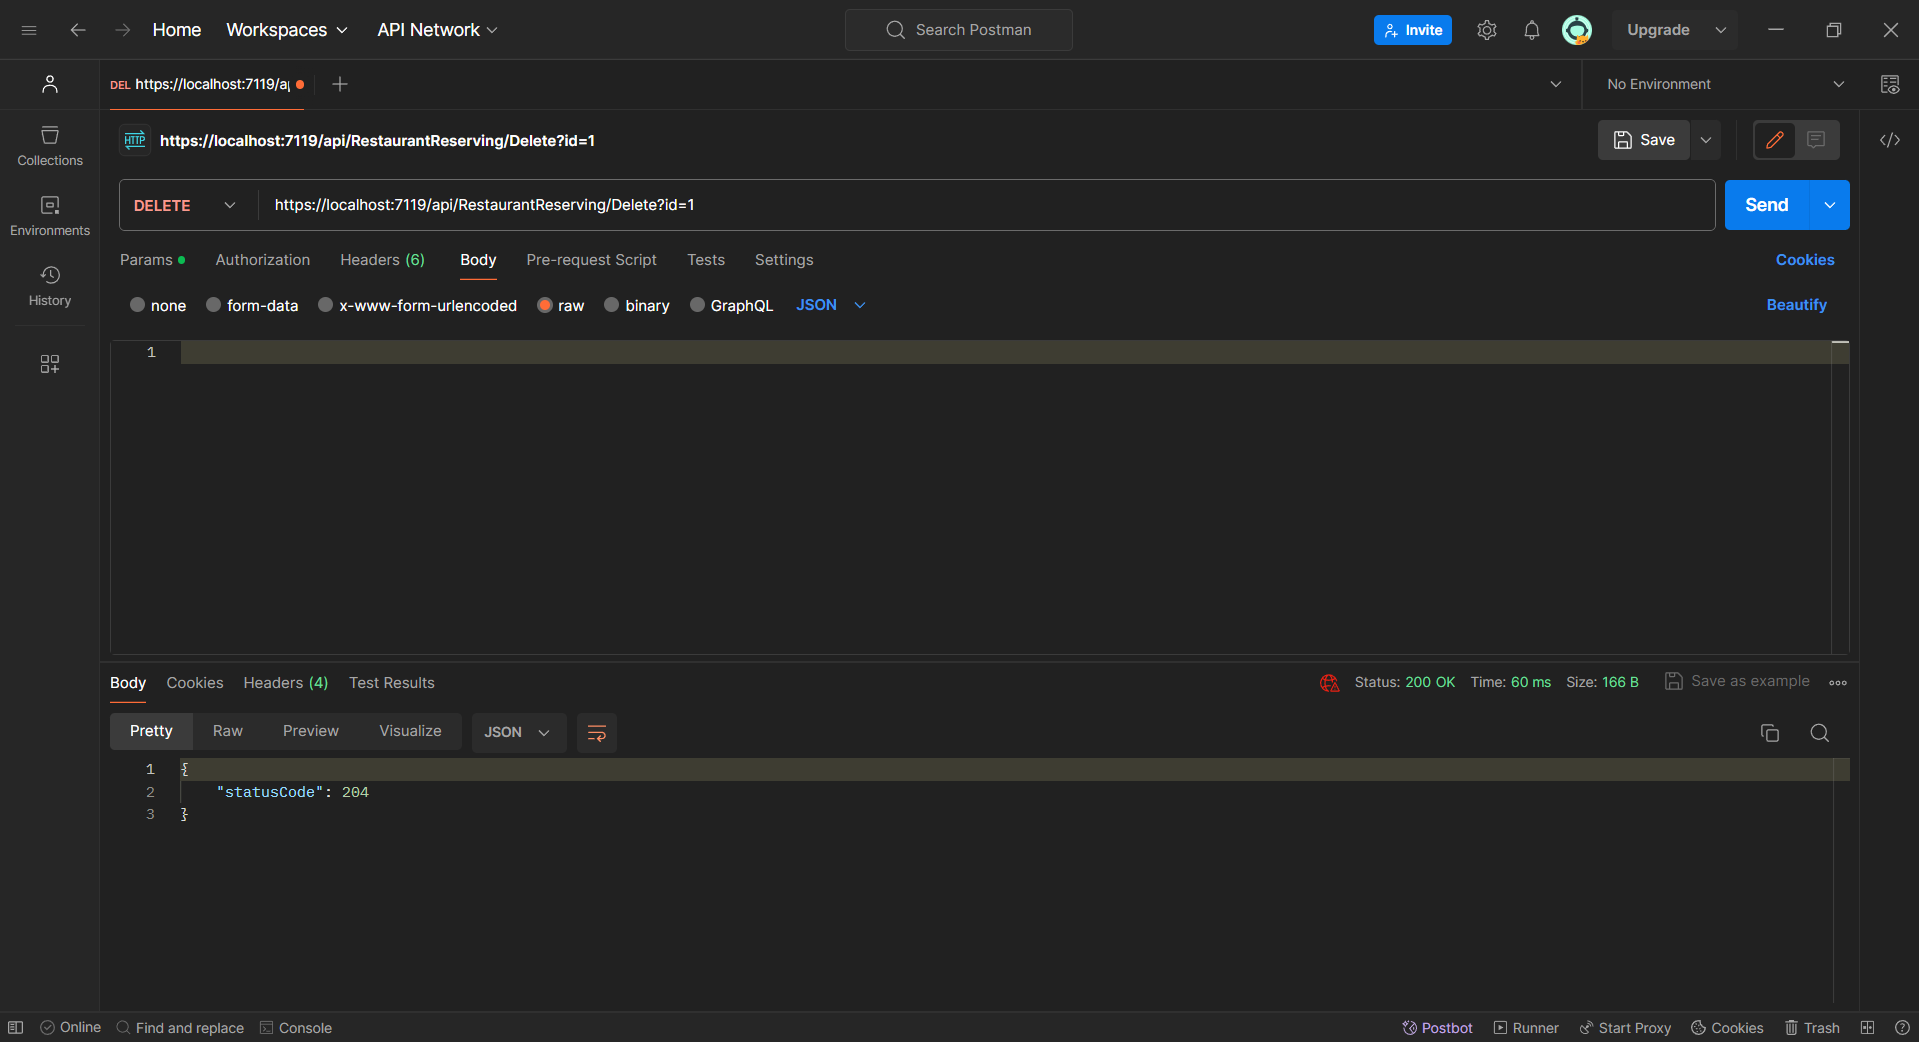 Home Workspaces API Network Search Postman Invite Upgrade
DEL https://localhost:7119/a No Environment
HTTP https://localhost:7119/api/RestaurantReserving/Delete?id=1 Save
Collections
DELETE https://localhost:7119/api/RestaurantReserving/Delete?id=1 Send
Environments
Params Authorization Headers (6) Body Pre-request Script Tests Settings Cookies
History
none form-data x-www-form-urlencoded raw binary GraphQL JSON Beautify
1
Body Cookies Headers (4) Test Results Status: 200 OK Time: 60 ms Size: 166 B Save as example
Pretty Raw Preview Visualize JSON
1 {
2 "statusCode": 204
3 }
Online Find and replace Console Postbot Runner Start Proxy Cookies Trash